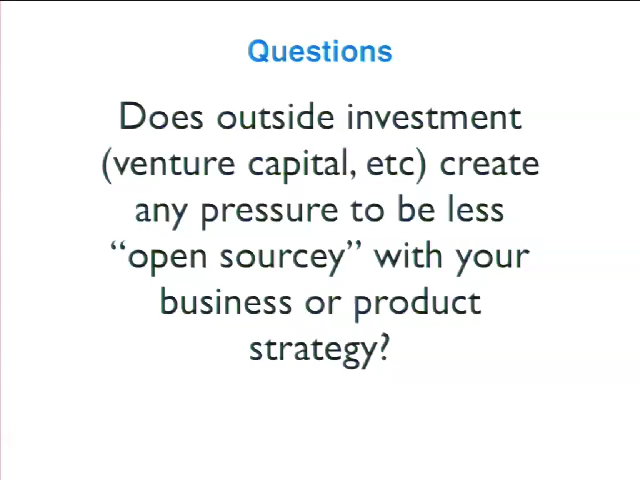 Questions
Does outside investment
(venture capital, etc) create
any pressure to be less
“open sourcey” with your
business or product
strategy?